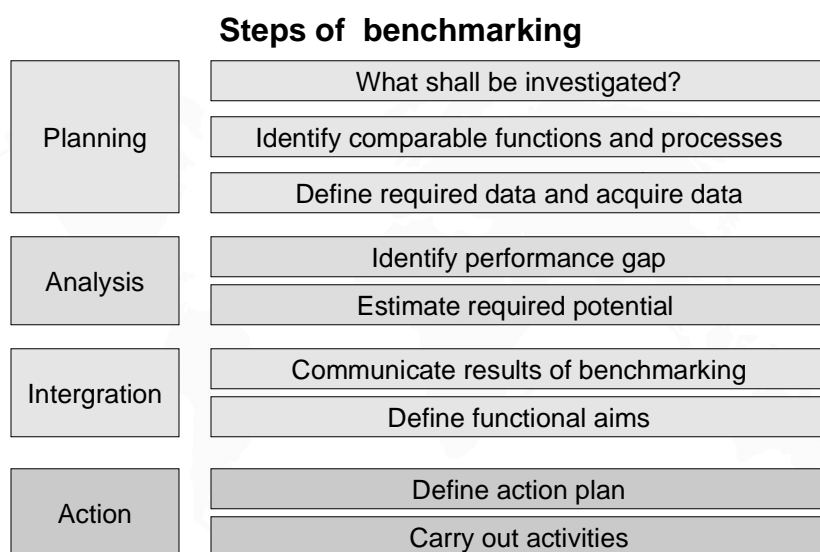 Steps of benchmarking
Planning
What shall be investigated?
Identify comparable functions and processes
Define required data and acquire data
Analysis
Identify performance gap
Estimate required potential
Intergration
Communicate results of benchmarking
Define functional aims
Action
Define action plan
Carry out activities